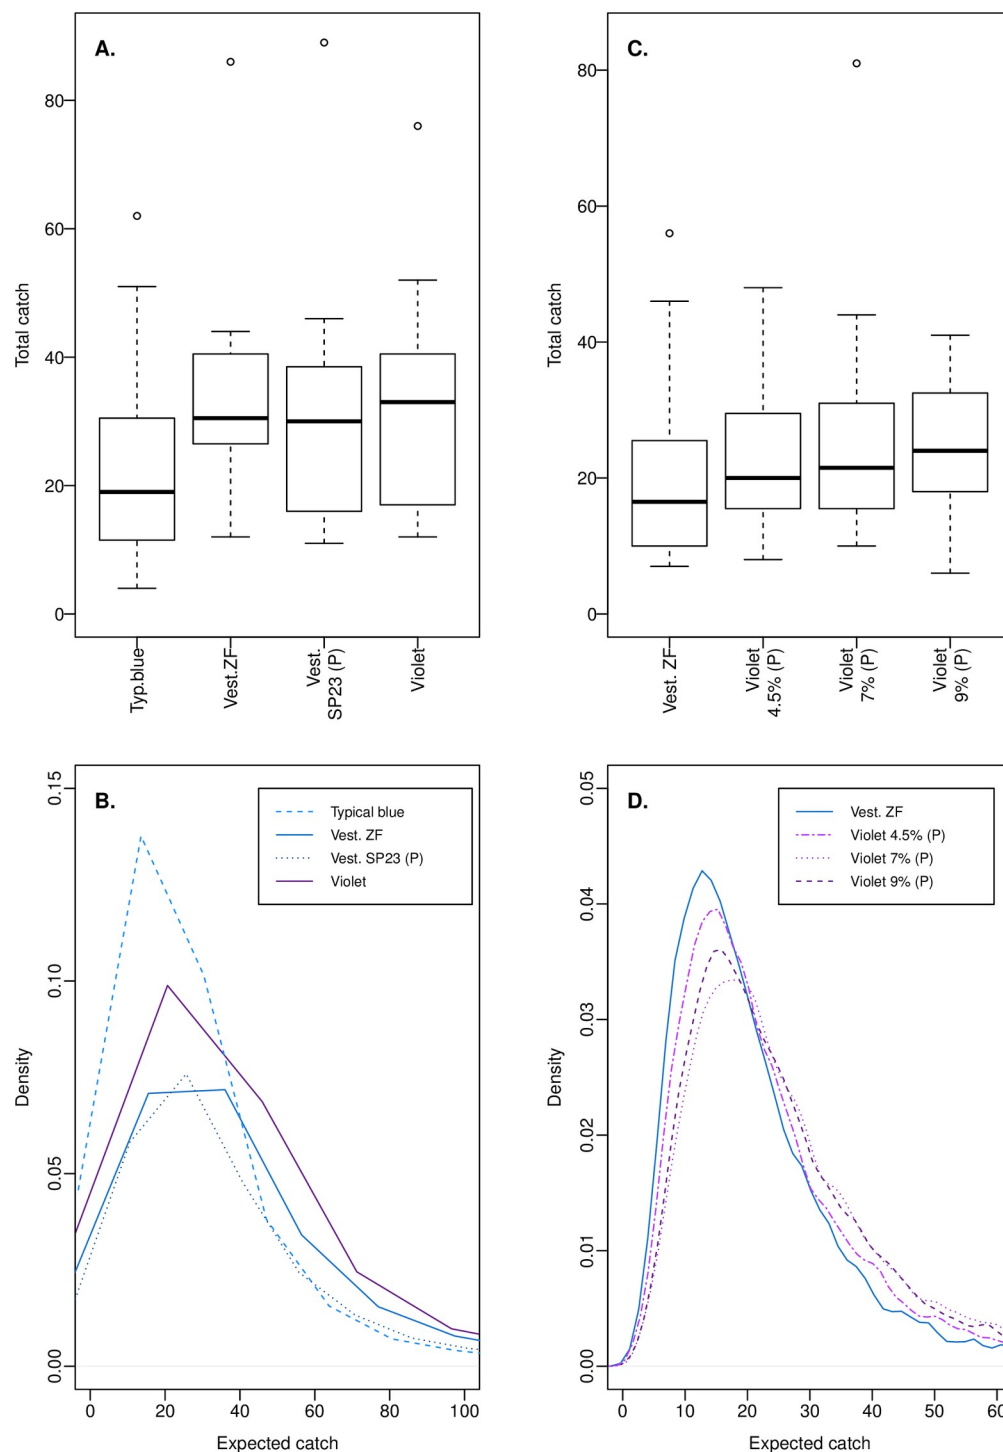 A.
Total catch
80
60
40
20
0
Typ.blue
Vest.ZF
Vest.
SP23 (P)
Violet
C.
Total catch
80
60
40
20
0
Vest. ZF
Violet
4.5% (P)
Violet
7% (P)
Violet
9% (P)
B.
Typical blue
Vest. ZF
Vest. SP23 (P)
Violet
Density
0.15
0.10
0.05
0.00
0 20 40 60 80 100
Expected catch
D.
Vest. ZF
Violet 4.5% (P)
Violet 7% (P)
Violet 9% (P)
Density
0.05
0.04
0.03
0.02
0.01
0.00
0 10 20 30 40 50 60
Expected catch